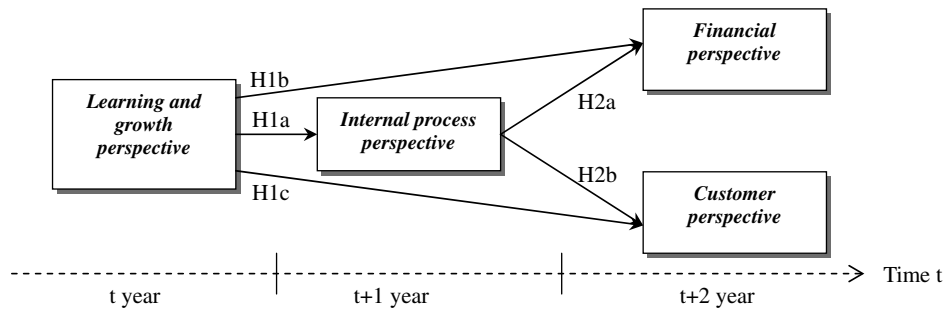 Financial
perspective
H1b
Learning and
growth
perspective
H1a
Internal process
perspective
H2a
H2b
H1c
Customer
perspective
Time t
t year
t+1 year
t+2 year